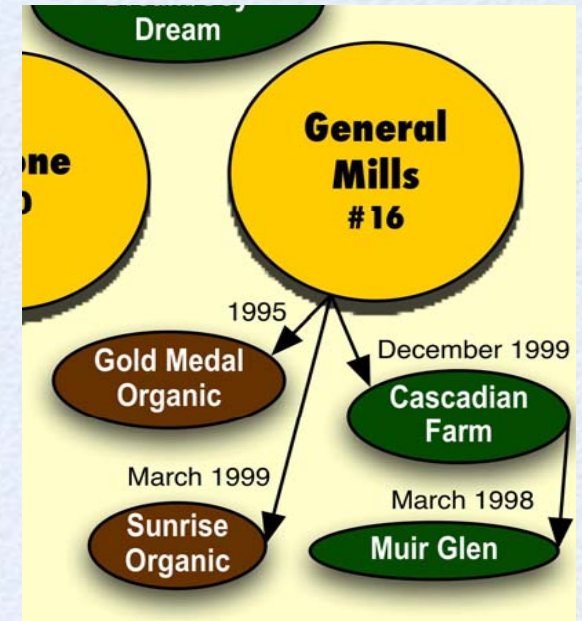 Dream
General
Mills
#16
1995
Gold Medal
Organic
December 1999
Cascadian
Farm
March 1999
Sunrise
Organic
March 1998
Muir Glen